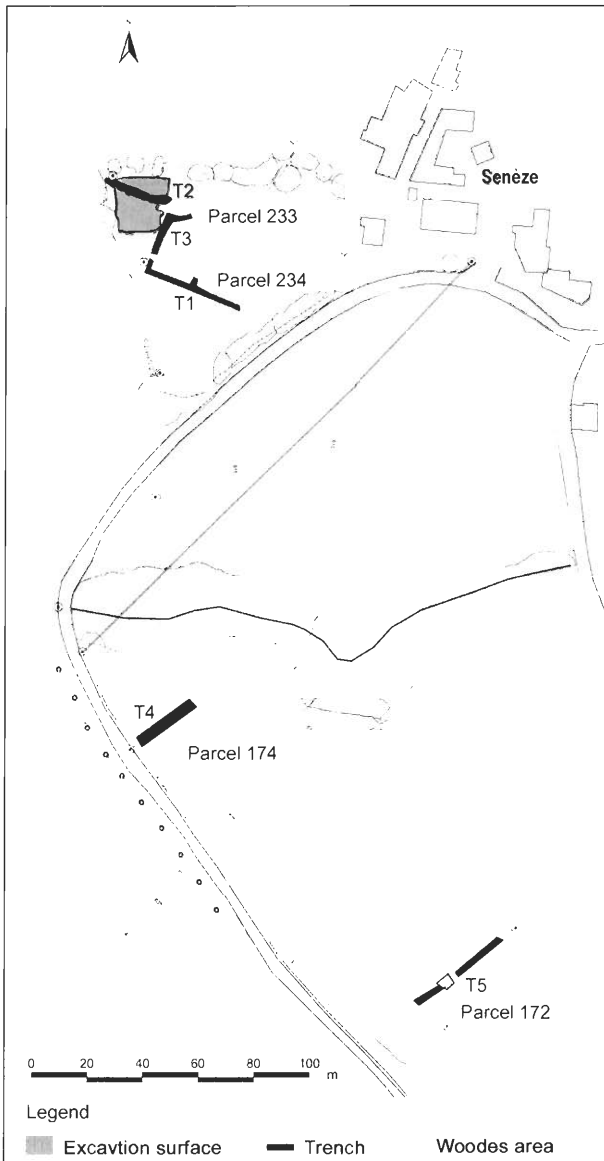 Senèze
T2
Parcel 233
T3
Parcel 234
T1
T4
Parcel 174
T5
Parcel 172
0 20 40 60 80 100
m
Legend
Excavtion surface Trench Woodes area